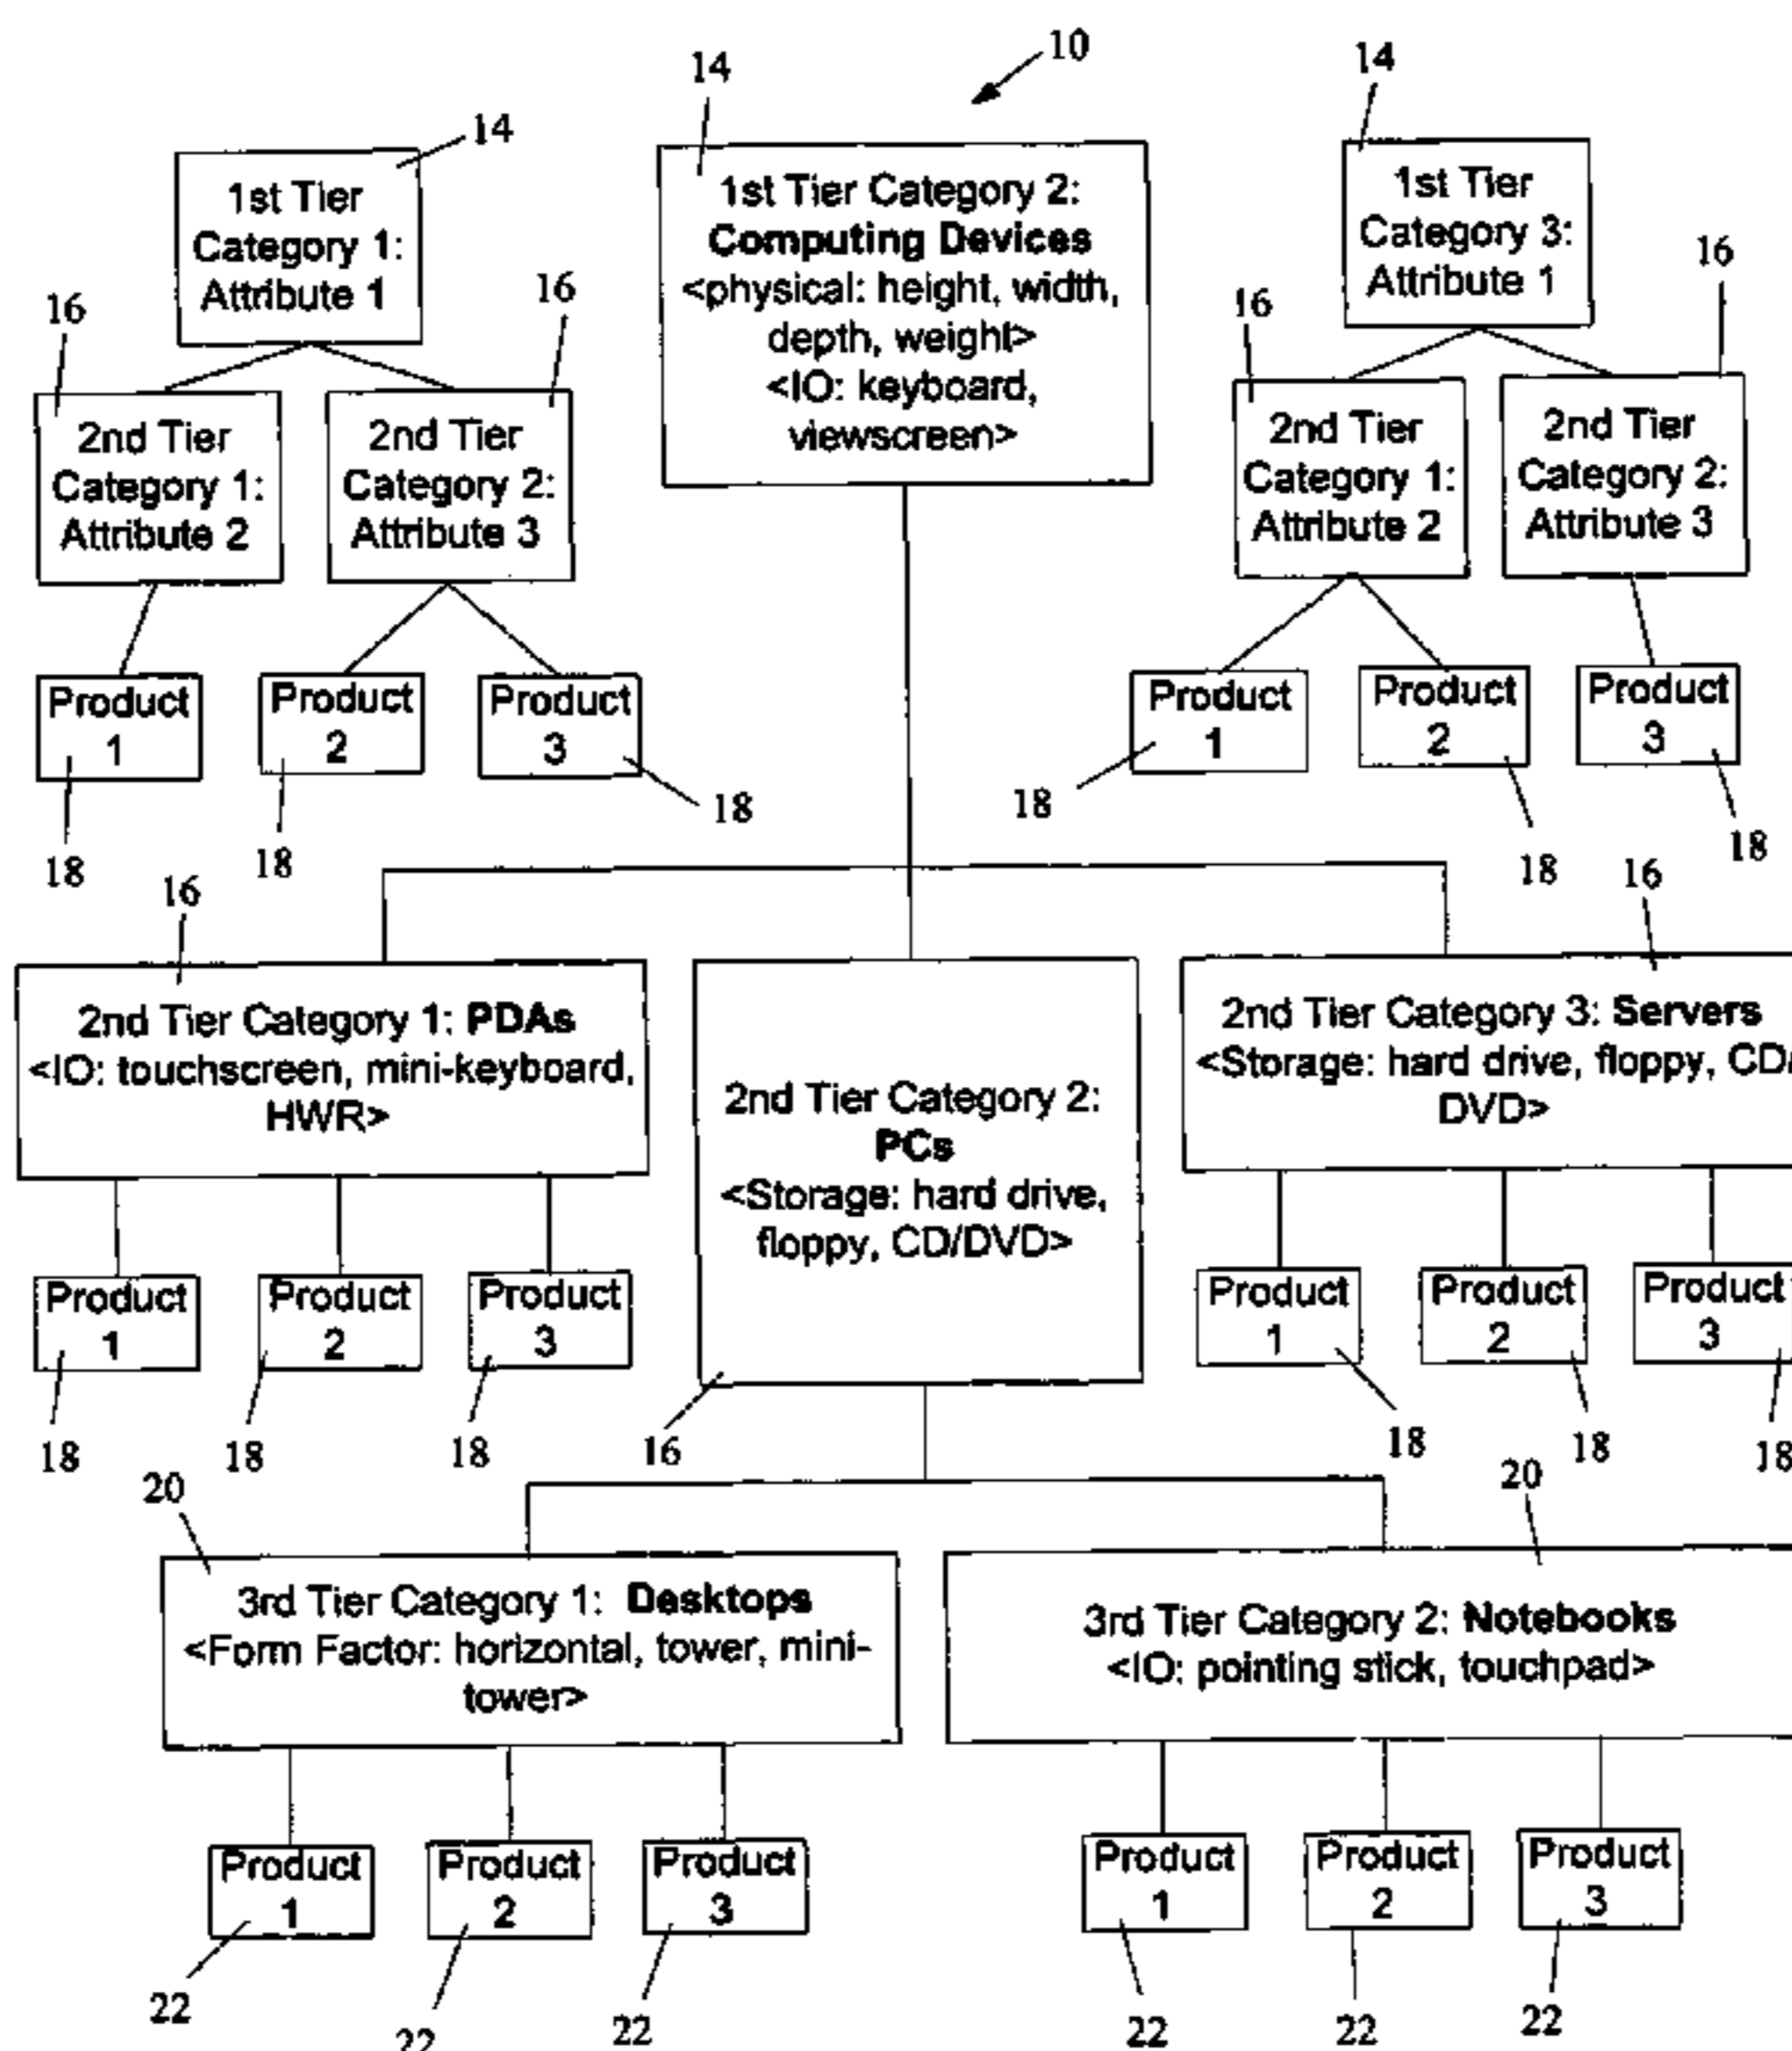 10
14
14
14
1st Tier
Category 1:
Attribute 1
1st Tier Category 2:
Computing Devices
<physical: height, width,
depth, weight>
<IO: keyboard,
viewscreen>
1st Tier
Category 3:
Attribute 1
16
16
16
16
2nd Tier
Category 1:
Attribute 2
2nd Tier
Category 2:
Attribute 3
2nd Tier
Category 1:
Attribute 2
2nd Tier
Category 2:
Attribute 3
Product
1
Product
2
Product
3
Product
1
Product
2
Product
3
18
18
18
18
18
18
16
16
2nd Tier Category 1: PDAs
<IO: touchscreen, mini-keyboard,
HWR>
2nd Tier Category 2:
PCs
<Storage: hard drive,
floppy, CD/DVD>
2nd Tier Category 3: Servers
<Storage: hard drive, floppy, CD/
DVD>
Product
1
Product
2
Product
3
Product
1
Product
2
Product
3
18
18
18
16
18
18
18
20
20
3rd Tier Category 1: Desktops
<Form Factor: horizontal, tower, mini-
tower>
3rd Tier Category 2: Notebooks
<IO: pointing stick, touchpad>
Product
1
Product
2
Product
3
Product
1
Product
2
Product
3
22
22
22
22
22
22